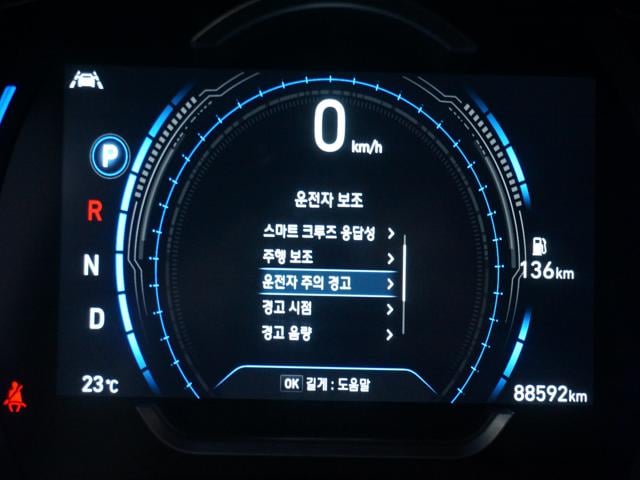 0 km/h
P
R
N
D
운전자 보조
스마트 크루즈 응답성
주행 보조
운전자 주의 경고
경고 시점
경고 음량
136km
23℃
OK 길게 : 도움말
88592km